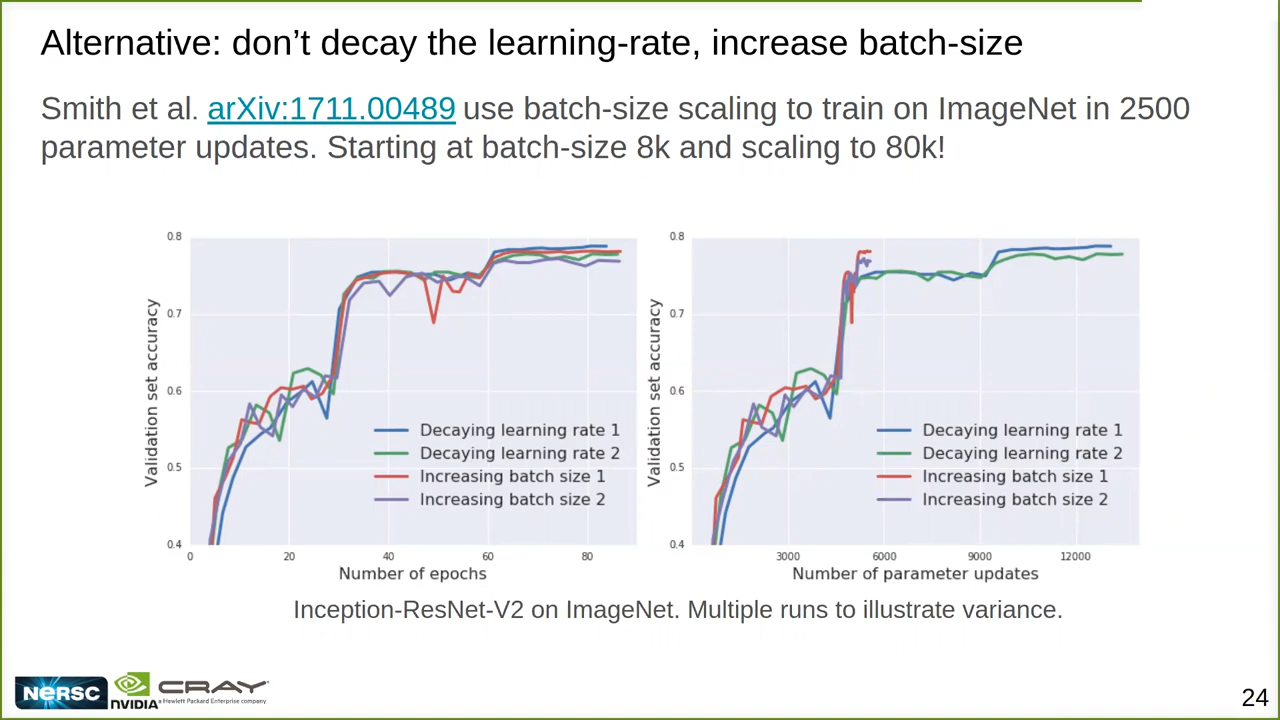 Alternative: don’t decay the learning-rate, increase batch-size
Smith et al. arXiv:1711.00489 use batch-size scaling to train on ImageNet in 2500
parameter updates. Starting at batch-size 8k and scaling to 80k!
0.8
0.7
0.6
0.5
0.4
Validation set accuracy
Decaying learning rate 1
Decaying learning rate 2
Increasing batch size 1
Increasing batch size 2
0 20 40 60 80
Number of epochs
0.8
0.7
0.6
0.5
0.4
Validation set accuracy
Decaying learning rate 1
Decaying learning rate 2
Increasing batch size 1
Increasing batch size 2
3000 6000 9000 12000
Number of parameter updates
Inception-ResNet-V2 on ImageNet. Multiple runs to illustrate variance.
NERSC
NVIDIA
CRAY
a Hewlett Packard Enterprise company
24